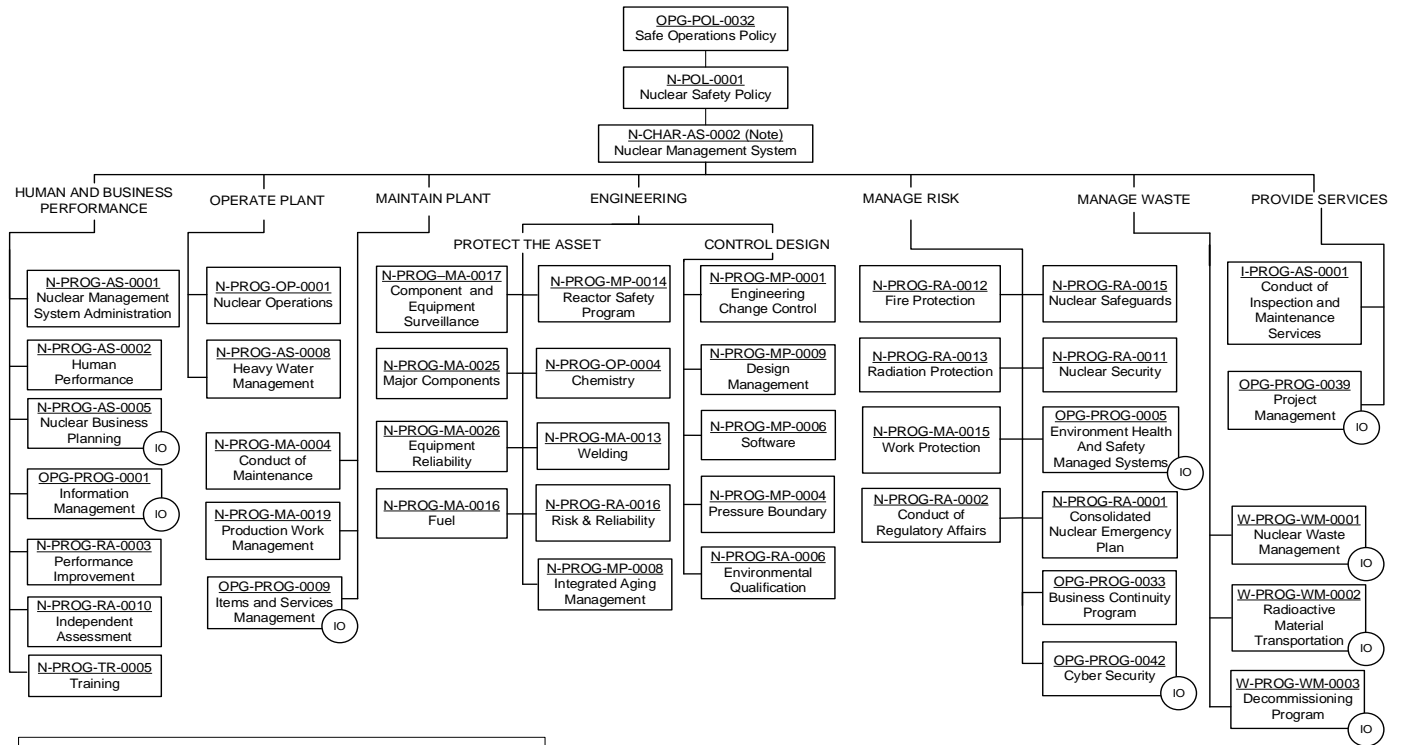 OPG-POL-0032
Safe Operations Policy
N-POL-0001
Nuclear Safety Policy
N-CHAR-AS-0002 (Note)
Nuclear Management
System
HUMAN AND BUSINESS
PERFORMANCE
OPERATE PLANT
MAINTAIN PLANT
ENGINEERING
MANAGE RISK
MANAGE WASTE
PROVIDE SERVICES
PROTECT THE ASSET
CONTROL DESIGN
N-PROG-AS-0001
Nuclear Management
System Administration
N-PROG-AS-0002
Human
Performance
N-PROG-AS-0005
Nuclear Business
Planning
IO
OPG-PROG-0001
Information
Management
IO
N-PROG-RA-0003
Performance
Improvement
N-PROG-RA-0010
Independent
Assessment
N-PROG-TR-0005
Training
N-PROG-OP-0001
Nuclear Operations
N-PROG-AS-0008
Heavy Water
Management
N-PROG-MA-0004
Conduct of
Maintenance
N-PROG-MA-0019
Production Work
Management
OPG-PROG-0009
Items and Services
Management
IO
N-PROG–MA-0017
Component and
Equipment
Surveillance
N-PROG-MA-0025
Major Components
N-PROG-MA-0026
Equipment
Reliability
N-PROG-MA-0016
Fuel
N-PROG-MP-0014
Reactor Safety
Program
N-PROG-OP-0004
Chemistry
N-PROG-MA-0013
Welding
N-PROG-RA-0016
Risk & Reliability
N-PROG-MP-0008
Integrated Aging
Management
N-PROG-MP-0001
Engineering
Change Control
N-PROG-MP-0009
Design
Management
N-PROG-MP-0006
Software
N-PROG-MP-0004
Pressure Boundary
N-PROG-RA-0006
Environmental
Qualification
N-PROG-RA-0012
Fire Protection
N-PROG-RA-0013
Radiation Protection
N-PROG-MA-0015
Work Protection
N-PROG-RA-0002
Conduct of
Regulatory Affairs
N-PROG-RA-0015
Nuclear Safeguards
N-PROG-RA-0011
Nuclear Security
OPG-PROG-0005
Environment Health
And Safety
Managed Systems
IO
N-PROG-RA-0001
Consolidated
Nuclear Emergency
Plan
OPG-PROG-0033
Business Continuity
Program
OPG-PROG-0042
Cyber Security
IO
I-PROG-AS-0001
Conduct of
Inspection and
Maintenance
Services
OPG-PROG-0039
Project
Management
IO
W-PROG-WM-0001
Nuclear Waste
Management
IO
W-PROG-WM-0002
Radioactive
Material
Transportation
IO
W-PROG-WM-0003
Decommissioning
Program
IO